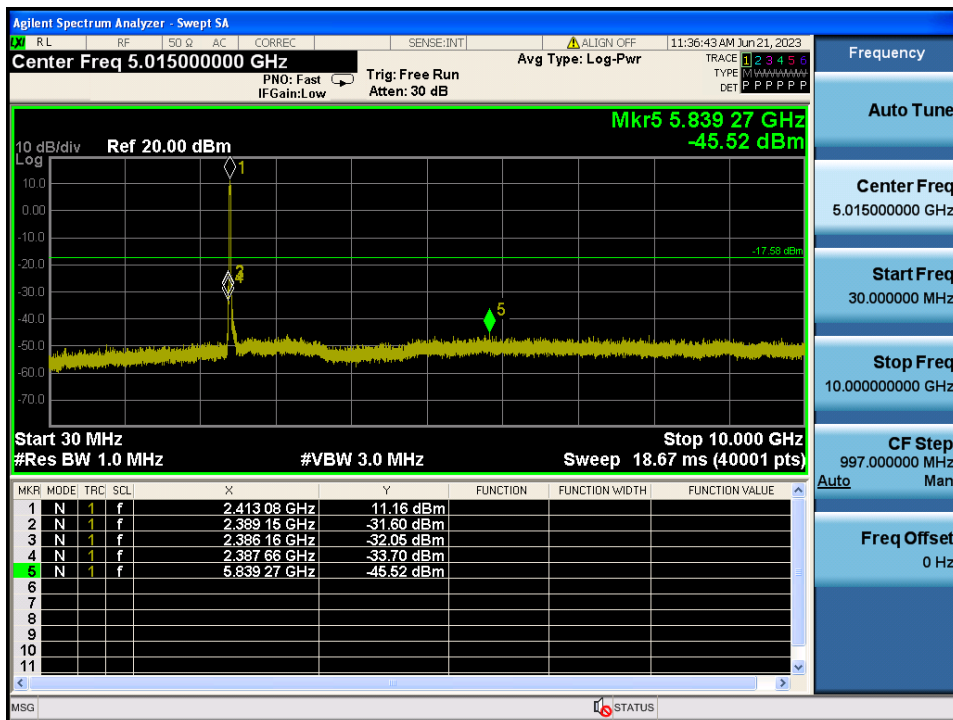 Agilent Spectrum Analyzer - Swept SA
LXI RL RF 50 Ω AC CORREC SENSE:INT ALIGN OFF 11:36:43 AM Jun 21, 2023
Center Freq 5.015000000 GHz
PNO: Fast
IFGain:Low
Trig: Free Run
Atten: 30 dB
Avg Type: Log-Pwr
TRACE 1 2 3 4 5 6
TYPE M WWWWW
DET P P P P P P
Mkr5 5.839 27 GHz
-45.52 dBm
10 dB/div Ref 20.00 dBm
Log
10.0
0.00
-10.0
-20.0
-30.0
-40.0
-50.0
-60.0
-70.0
1
4
5
-17.58 dBm
Start 30 MHz Stop 10.000 GHz
#Res BW 1.0 MHz #VBW 3.0 MHz Sweep 18.67 ms (40001 pts)
MKR MODE TRC SCL X Y FUNCTION FUNCTION WIDTH FUNCTION VALUE
1 N 1 f 2.413 08 GHz 11.16 dBm
2 N 1 f 2.389 15 GHz -31.60 dBm
3 N 1 f 2.386 16 GHz -32.05 dBm
4 N 1 f 2.387 66 GHz -33.70 dBm
5 N 1 f 5.839 27 GHz -45.52 dBm
6
7
8
9
10
11
MSG STATUS
Frequency
Auto Tune
Center Freq
5.015000000 GHz
Start Freq
30.000000 MHz
Stop Freq
10.000000000 GHz
CF Step
997.000000 MHz
Auto Man
Freq Offset
0 Hz